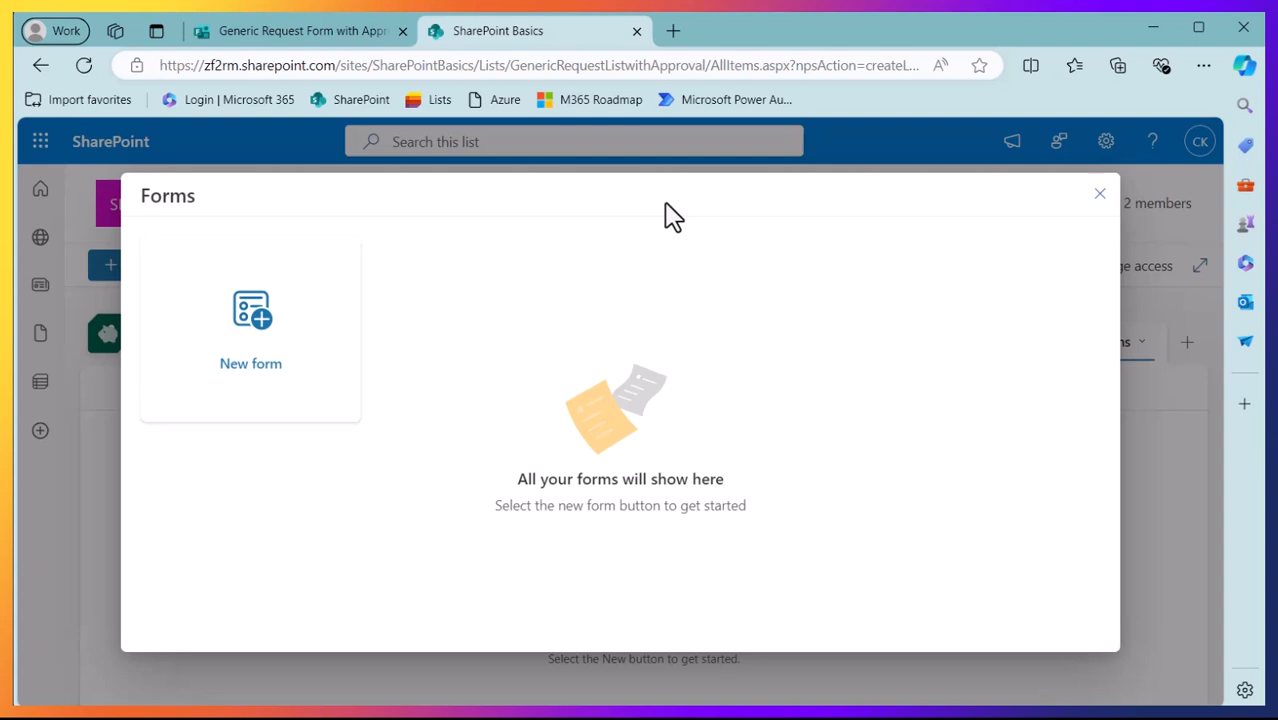 Work
Generic Request Form with Appr
SharePoint Basics
https://zf2rm.sharepoint.com/sites/SharePointBasics/Lists/GenericRequestListwithApproval/AllItems.aspx?npsAction=createL...
Import favorites
Login | Microsoft 365
SharePoint
Lists
Azure
M365 Roadmap
Microsoft Power Au...
SharePoint
Search this list
CK
Forms
2 members
ge access
New form
ns
All your forms will show here
Select the new form button to get started
Select the New button to get started.